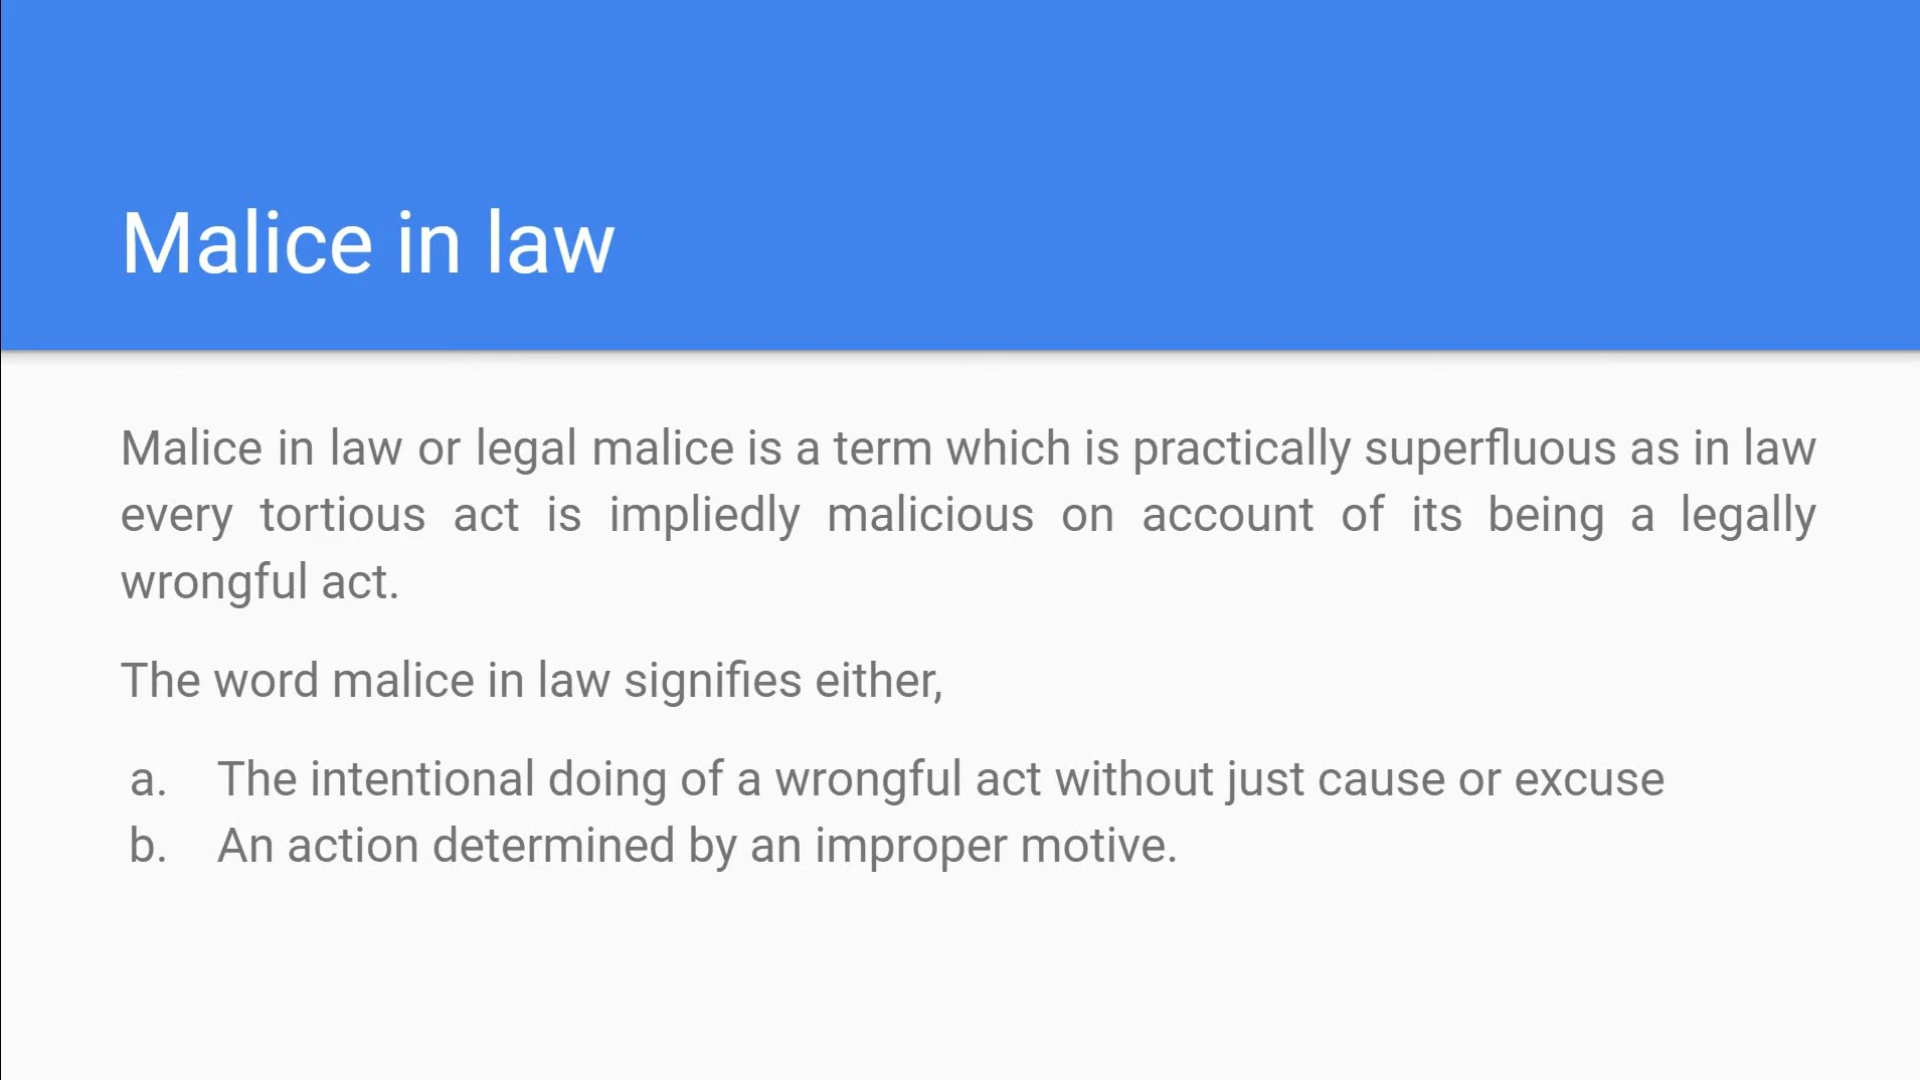 Malice in law
Malice in law or legal malice is a term which is practically superfluous as in law
every tortious act is impliedly malicious on account of its being a legally
wrongful act.
The word malice in law signifies either,
a. The intentional doing of a wrongful act without just cause or excuse
b. An action determined by an improper motive.